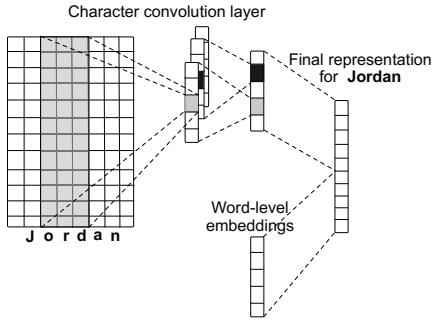 Character convolution layer
Final representation
for Jordan
J o r d a n
Word-level
embeddings